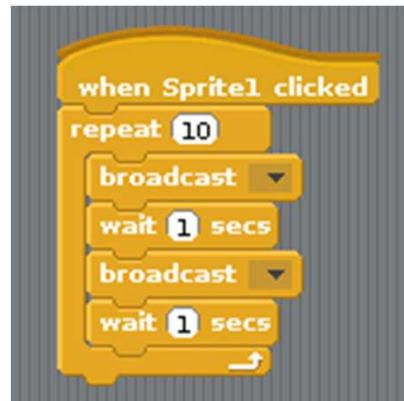 when Sprite1 clicked
repeat 10
broadcast
wait 1 secs
broadcast
wait 1 secs